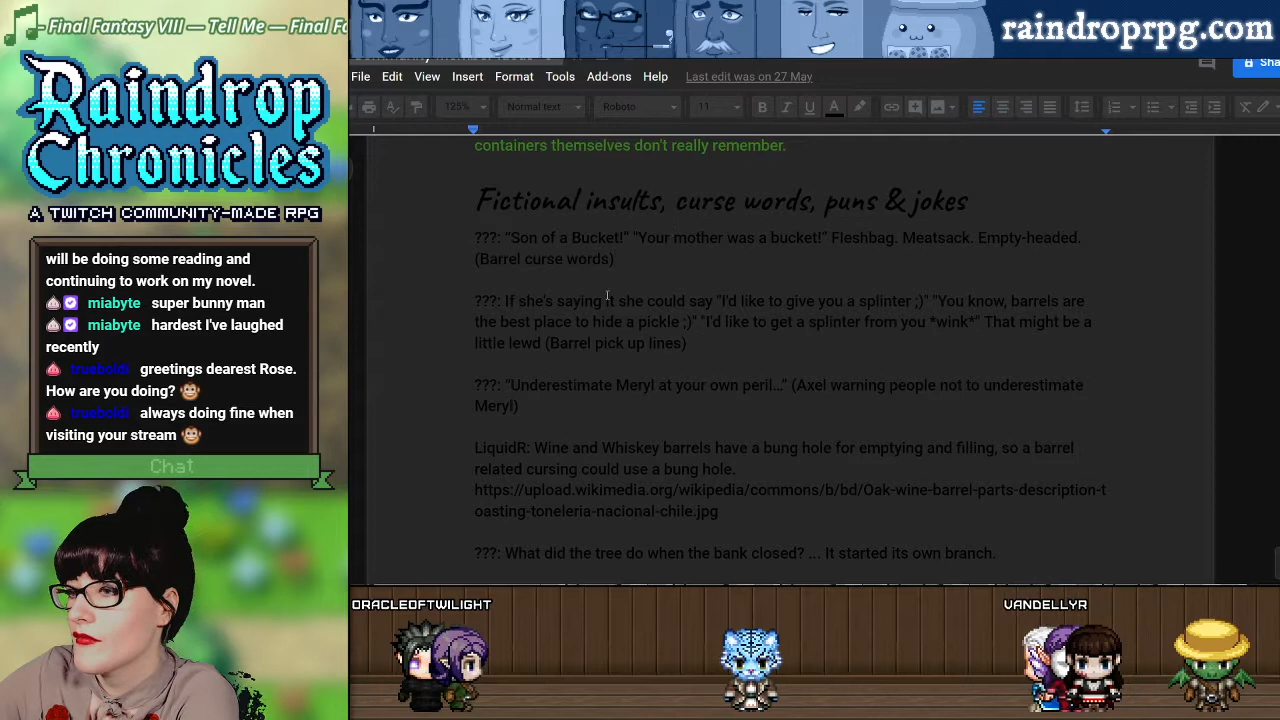 Final Fantasy VIII — Tell Me — Final Fa
Raindrop
Chronicles
A TWITCH COMMUNITY-MADE RPG
will be doing some reading and
continuing to work on my novel.
miabyte super bunny man
miabyte hardest I've laughed
recently
trueboldi greetings dearest Rose.
How are you doing?
trueboldi always doing fine when
visiting your stream
Chat
raindroprpg.com
File Edit View Insert Format Tools Add-ons Help Last edit was on 27 May
Sha
125% Normal text Roboto 11 B I U A
containers themselves don't really remember.
Fictional insults, curse words, puns & jokes
???: "Son of a Bucket!" "Your mother was a bucket!" Fleshbag. Meatsack. Empty-headed.
(Barrel curse words)
???: If she's saying it she could say "I'd like to give you a splinter ;)" "You know, barrels are
the best place to hide a pickle ;)" "I'd like to get a splinter from you *wink*" That might be a
little lewd (Barrel pick up lines)
???: "Underestimate Meryl at your own peril…" (Axel warning people not to underestimate
Meryl)
LiquidR: Wine and Whiskey barrels have a bung hole for emptying and filling, so a barrel
related cursing could use a bung hole.
https://upload.wikimedia.org/wikipedia/commons/b/bd/Oak-wine-barrel-parts-description-t
oasting-toneleria-nacional-chile.jpg
???: What did the tree do when the bank closed? ... It started its own branch.
ORACLEOFTWILIGHT
VANDELLYR